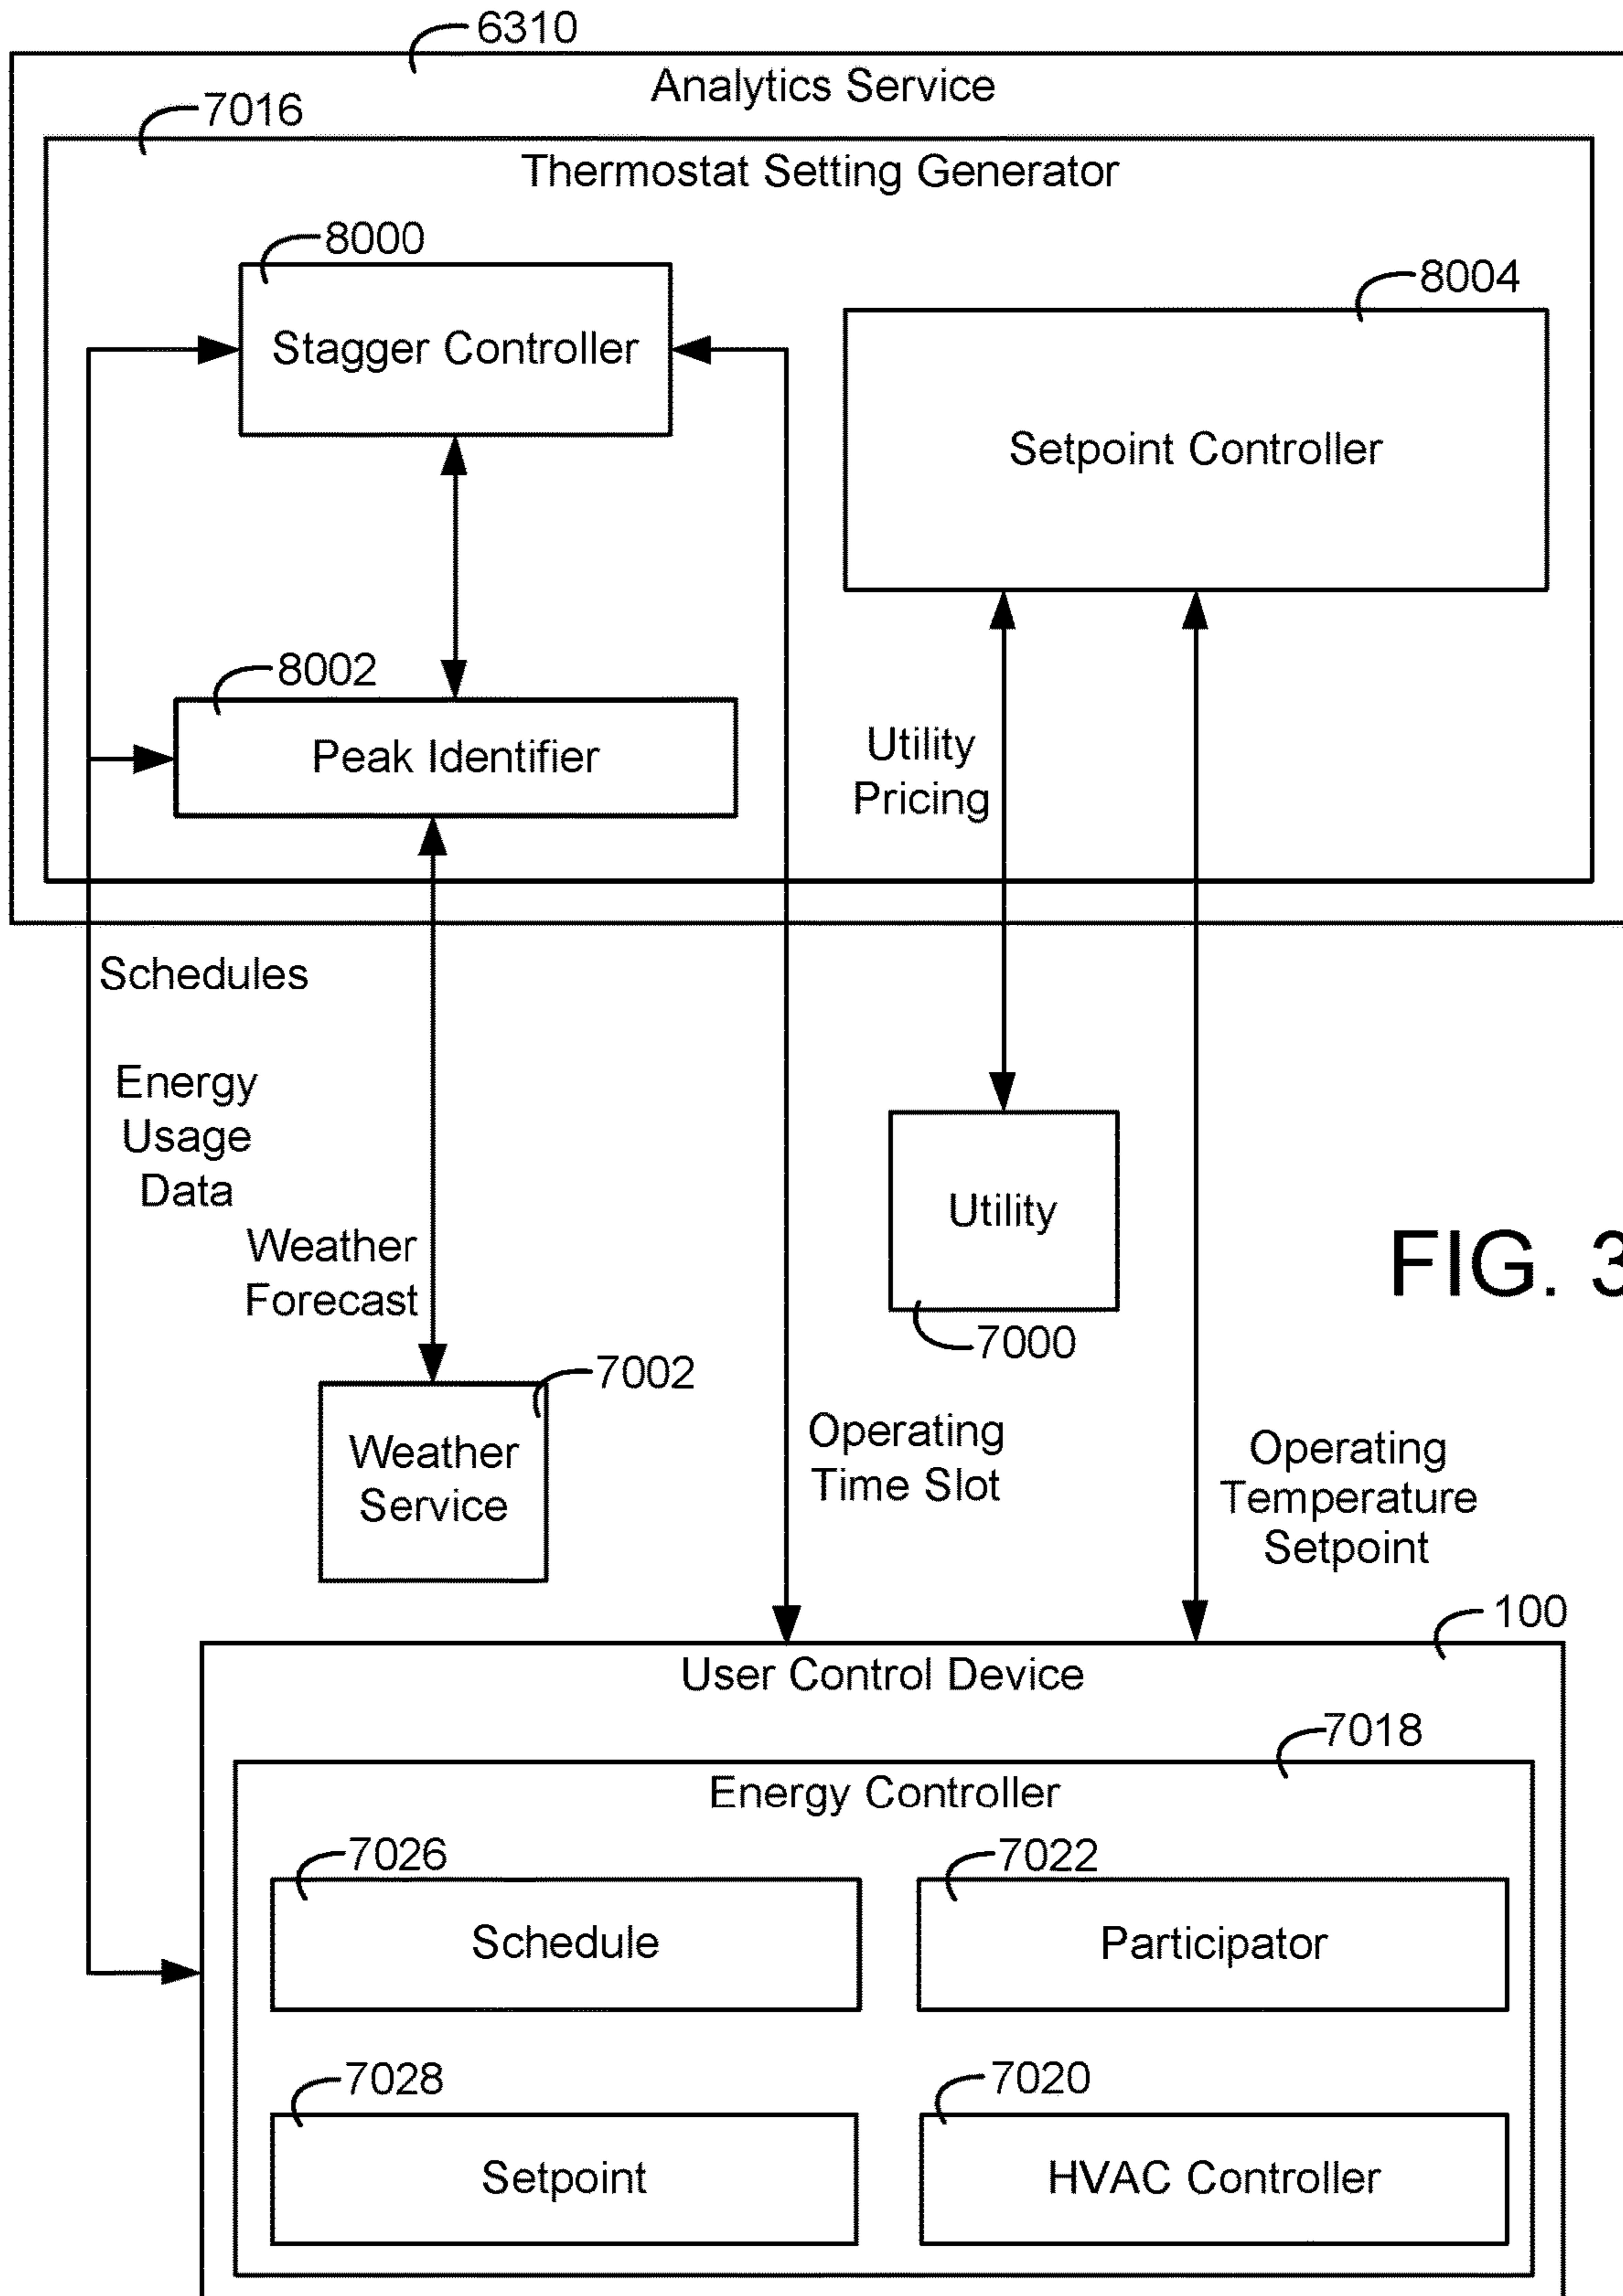 6310
Analytics Service
7016
Thermostat Setting Generator
8000
Stagger Controller
8004
Setpoint Controller
8002
Peak Identifier
Utility
Pricing
Schedules
Energy
Usage
Data
Weather
Forecast
Utility
7000
FIG. 3
7002
Weather
Service
Operating
Time Slot
Operating
Temperature
Setpoint
100
User Control Device
7018
Energy Controller
7026
Schedule
7022
Participator
7028
Setpoint
7020
HVAC Controller